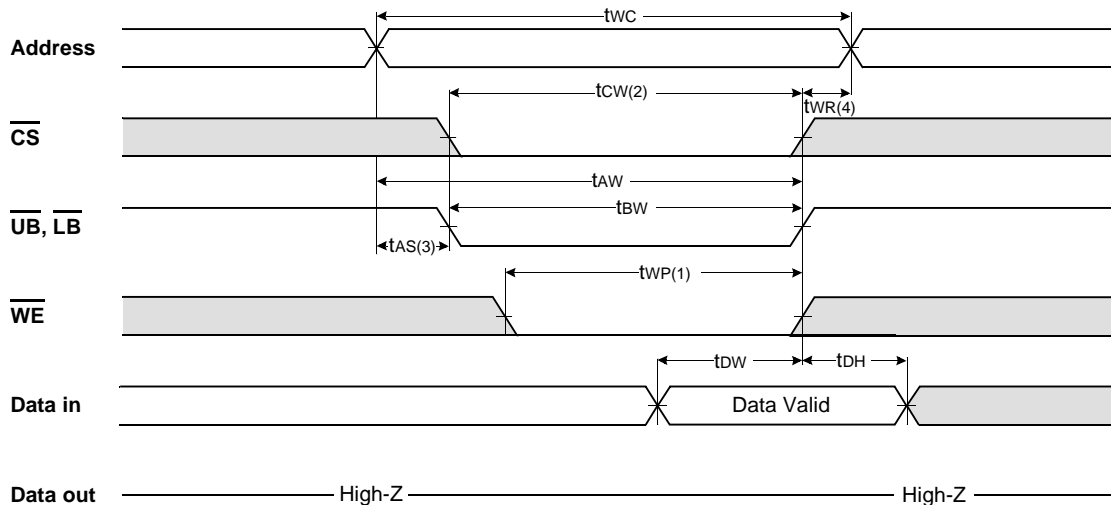 tWC
Address
tCW(2)
tWR(4)
CS
tAW
tBW
UB, LB
tAS(3)
tWP(1)
WE
tDW
tDH
Data in
Data Valid
Data out
High-Z
High-Z